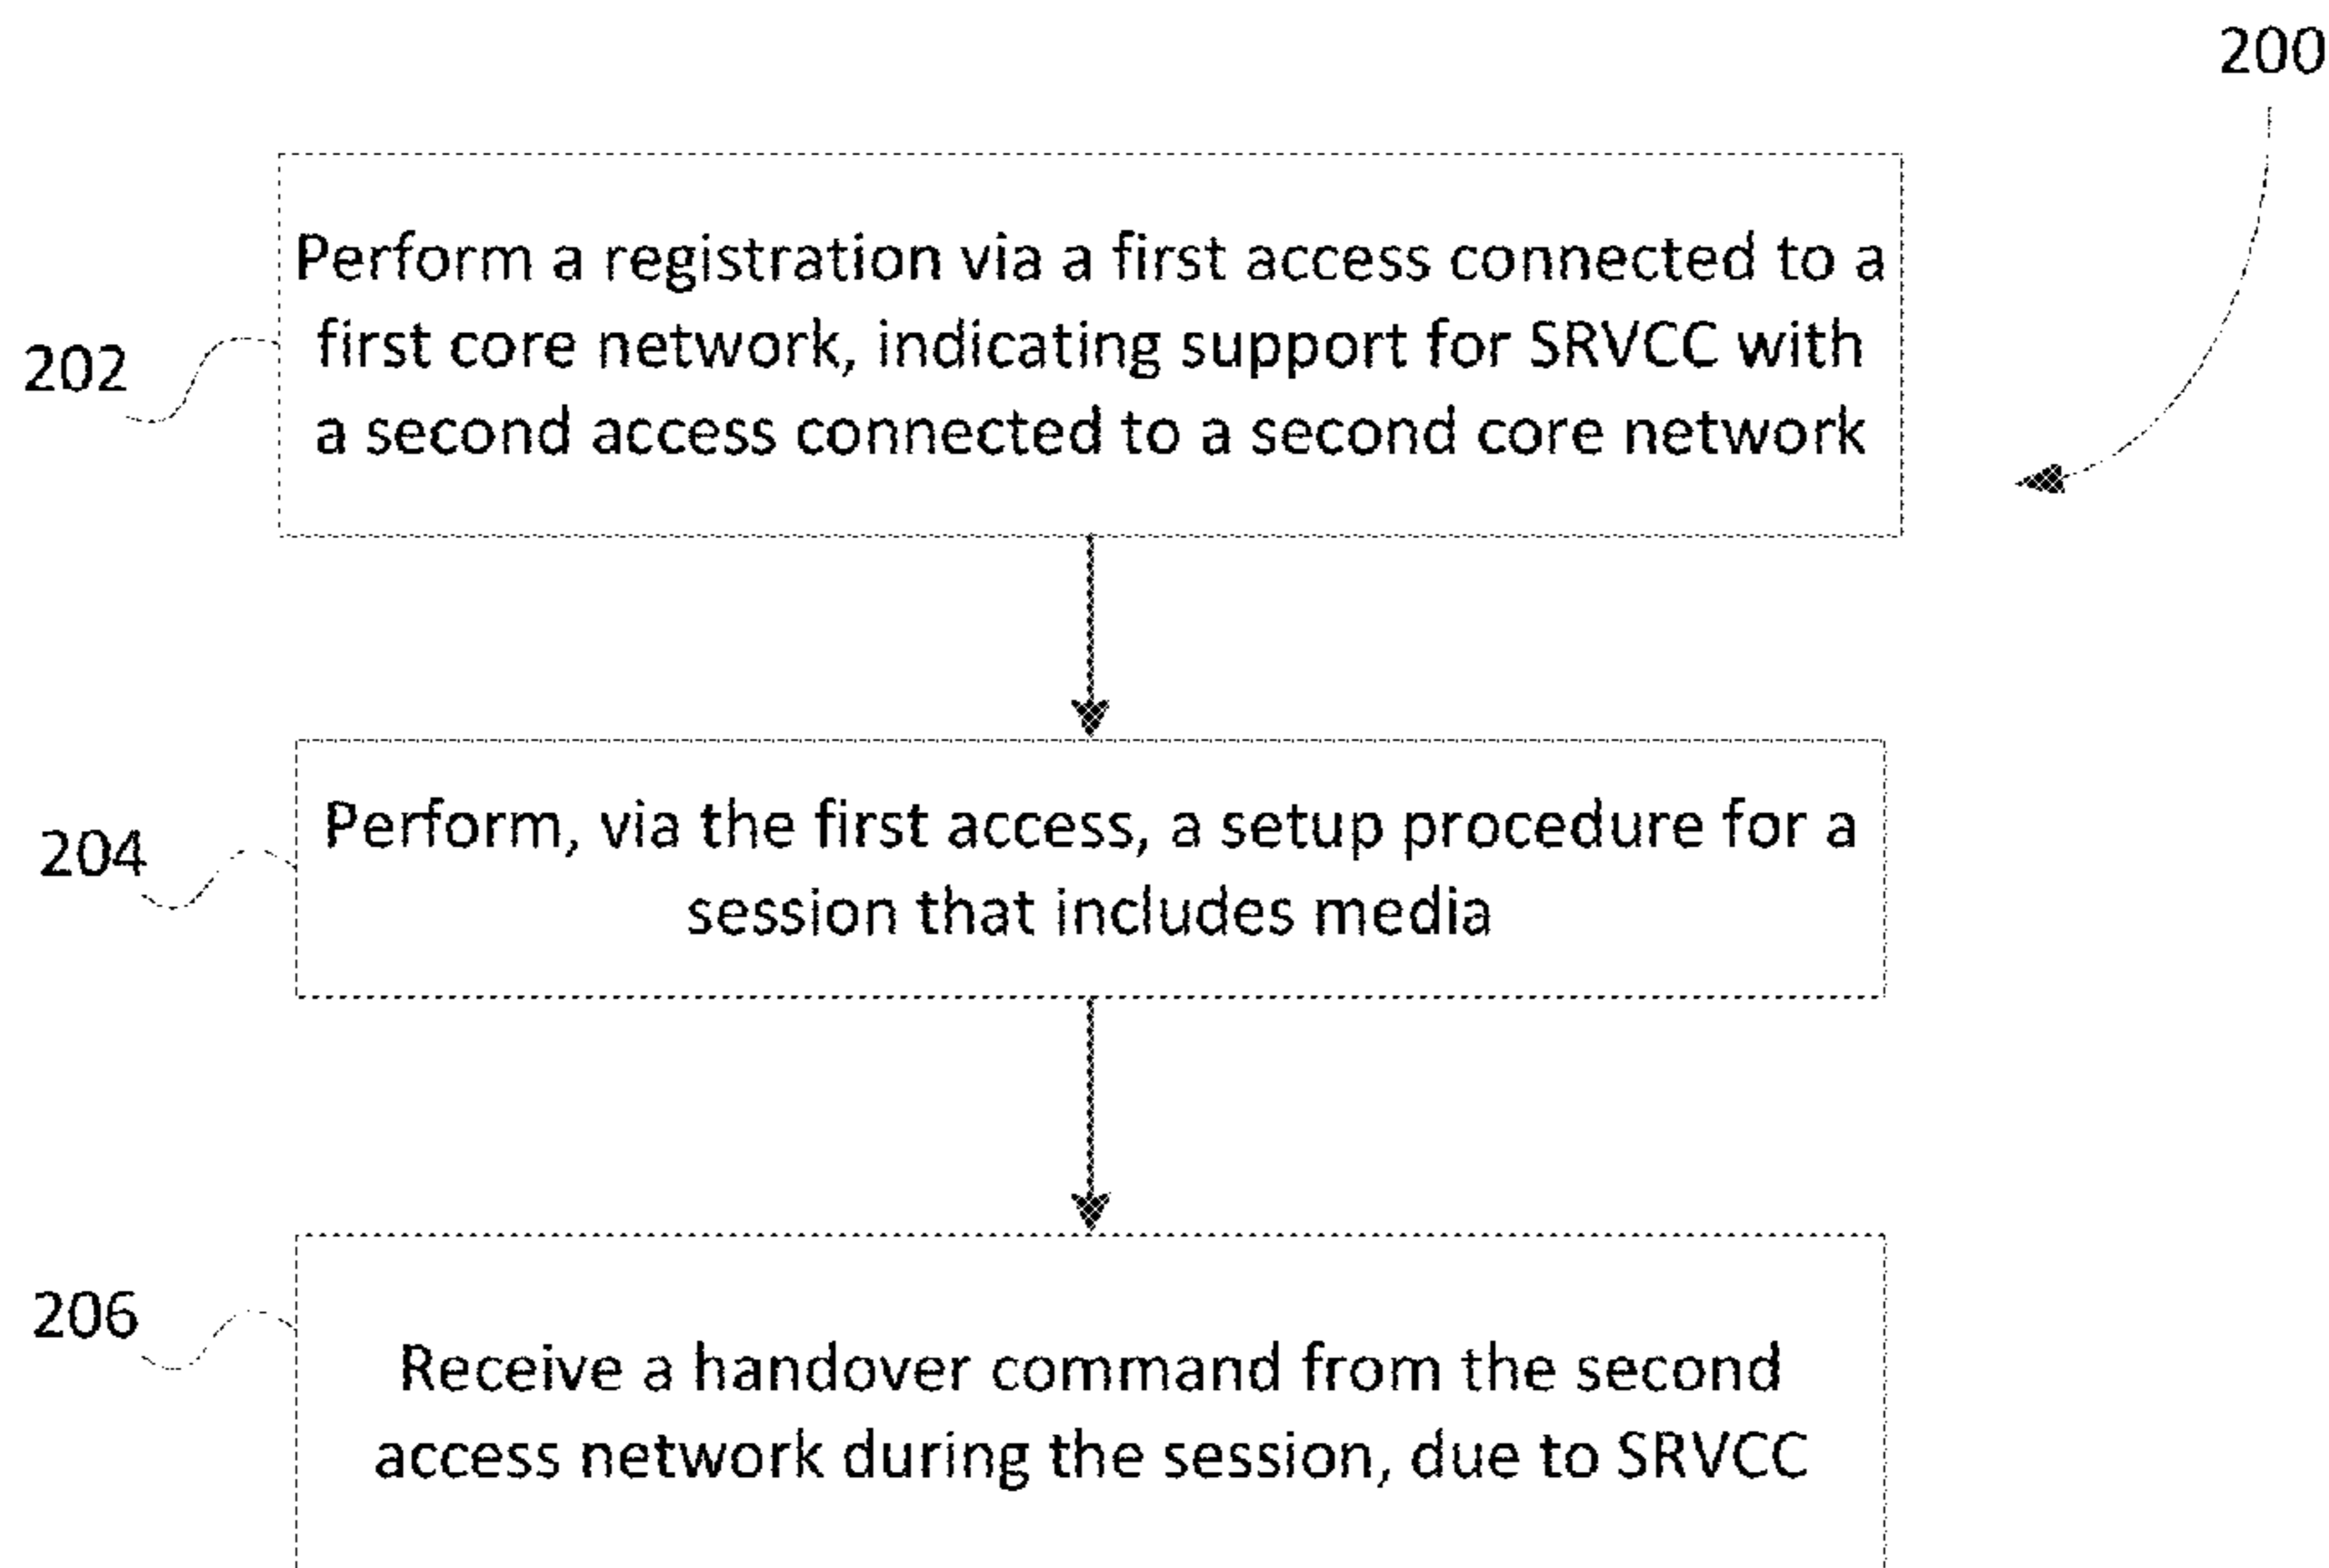 200
Perform a registration via a first access connected to a
first core network, indicating support for SRVCC with
a second access connected to a second core network
202
Perform, via the first access, a setup procedure for a
session that includes media
204
206
Receive a handover command from the second
access network during the session, due to SRVCC